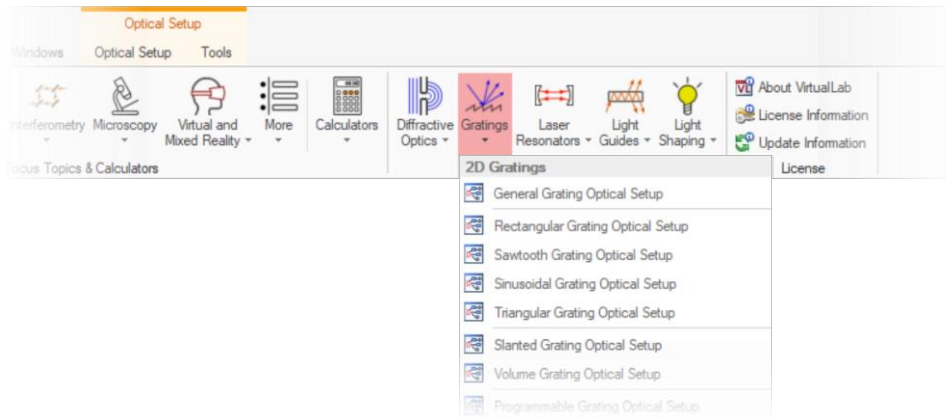 Optical Setup
Windows Optical Setup Tools
Interferometry Microscopy Virtual and Mixed Reality More Calculators Diffractive Optics Gratings Laser Resonators Light Guides Light Shaping
About VirtualLab
License Information
Update Information
Focus Topics & Calculators
License
2D Gratings
General Grating Optical Setup
Rectangular Grating Optical Setup
Sawtooth Grating Optical Setup
Sinusoidal Grating Optical Setup
Triangular Grating Optical Setup
Slanted Grating Optical Setup
Volume Grating Optical Setup
Programmable Grating Optical Setup